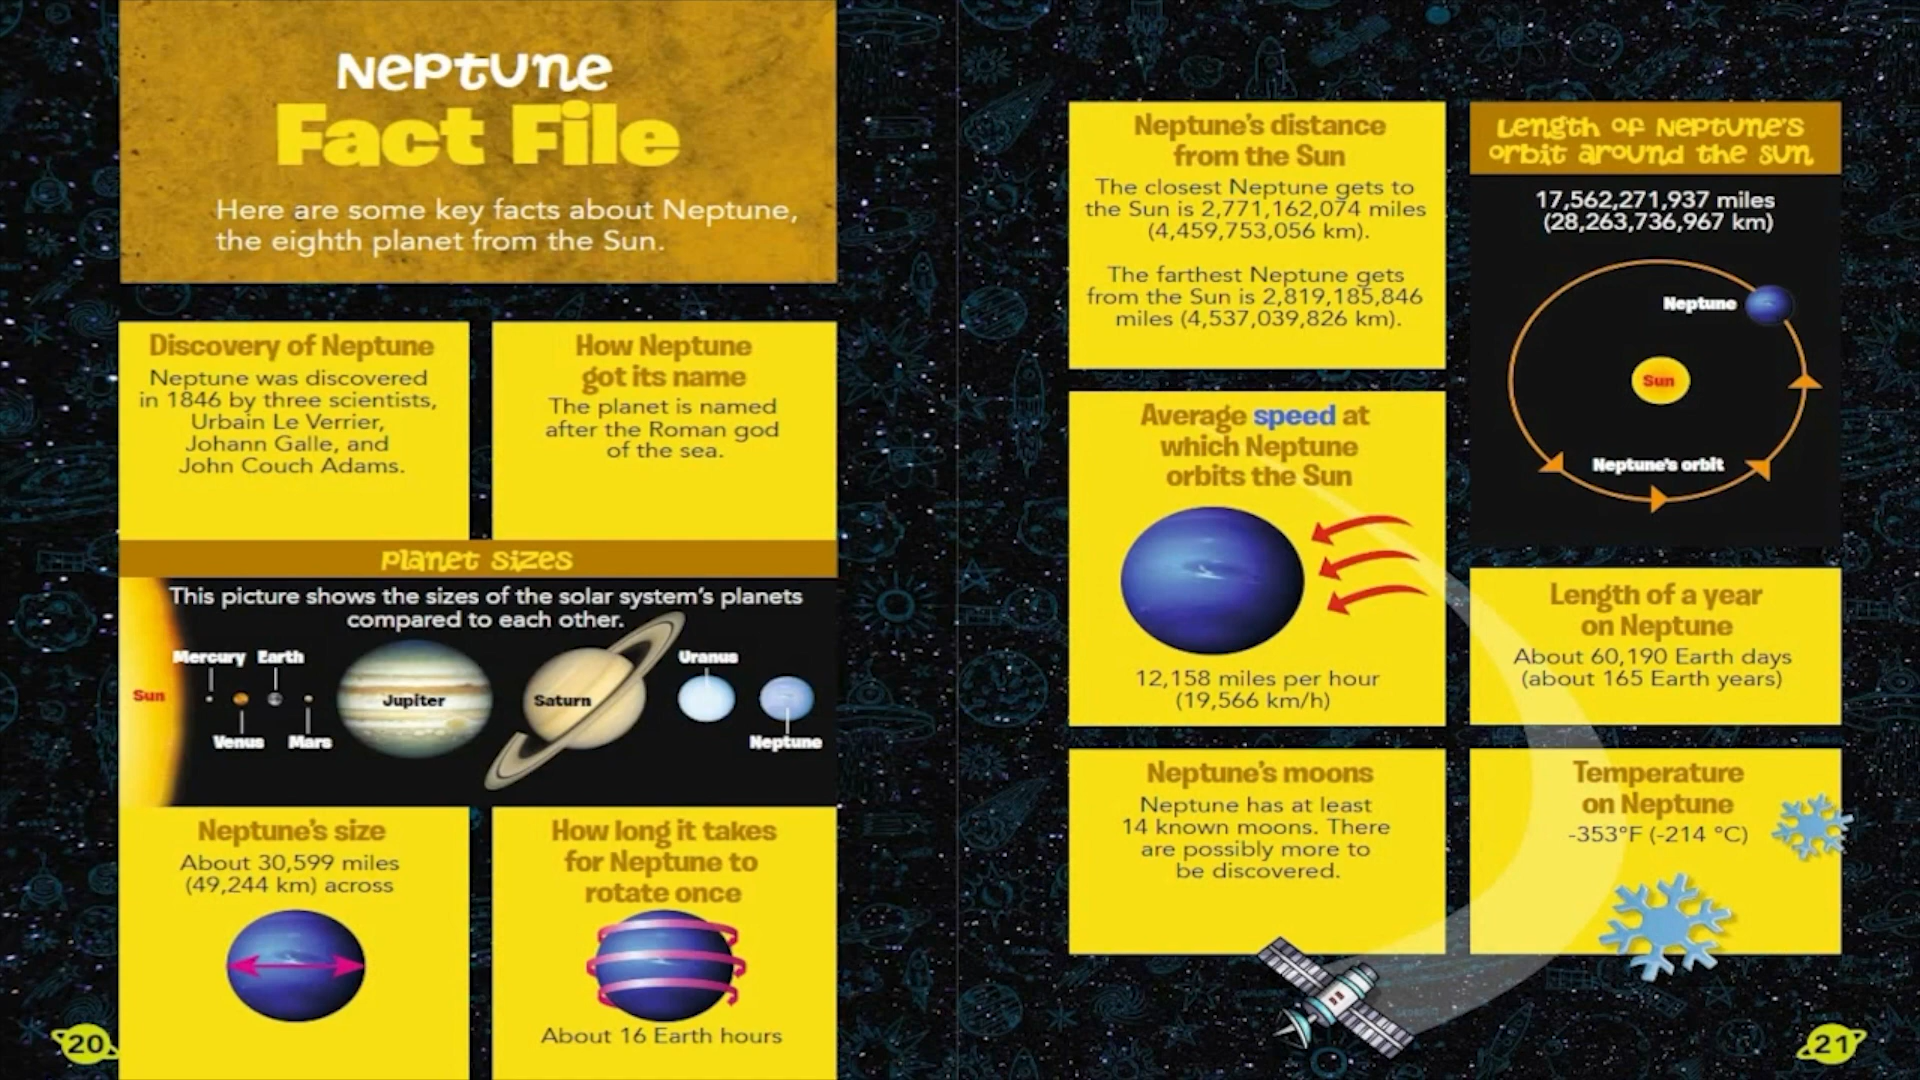 Neptune
Fact File
Here are some key facts about Neptune,
the eighth planet from the Sun.
Discovery of Neptune
Neptune was discovered
in 1846 by three scientists,
Urbain Le Verrier,
Johann Galle, and
John Couch Adams.
How Neptune
got its name
The planet is named
after the Roman god
of the sea.
Planet Sizes
This picture shows the sizes of the solar system's planets
compared to each other.
Sun
Mercury
Venus
Earth
Mars
Jupiter
Saturn
Uranus
Neptune
Neptune's size
About 30,599 miles
(49,244 km) across
How long it takes
for Neptune to
rotate once
About 16 Earth hours
20
Neptune's distance
from the Sun
The closest Neptune gets to
the Sun is 2,771,162,074 miles
(4,459,753,056 km).
The farthest Neptune gets
from the Sun is 2,819,185,846
miles (4,537,039,826 km).
Average speed at
which Neptune
orbits the Sun
12,158 miles per hour
(19,566 km/h)
Neptune's moons
Neptune has at least
14 known moons. There
are possibly more to
be discovered.
Length of Neptune's
orbit around the Sun
17,562,271,937 miles
(28,263,736,967 km)
Neptune
Sun
Neptune's orbit
Length of a year
on Neptune
About 60,190 Earth days
(about 165 Earth years)
Temperature
on Neptune
-353°F (-214 °C)
21